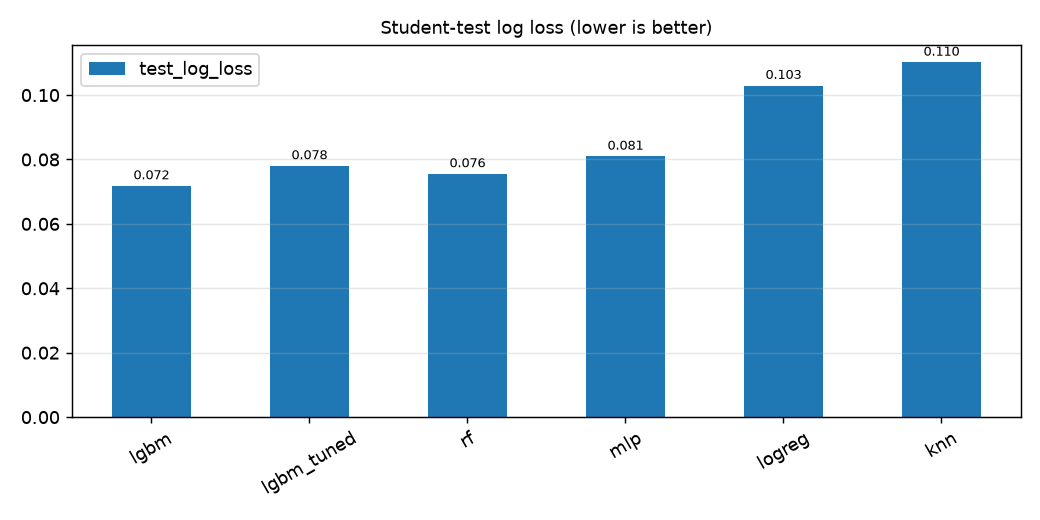 Student-test log loss (lower is better)
test_log_loss
0.10
0.08
0.06
0.04
0.02
0.00
0.072
0.078
0.076
0.081
0.103
0.110
lgbm
lgbm_tuned
rf
mlp
logreg
knn